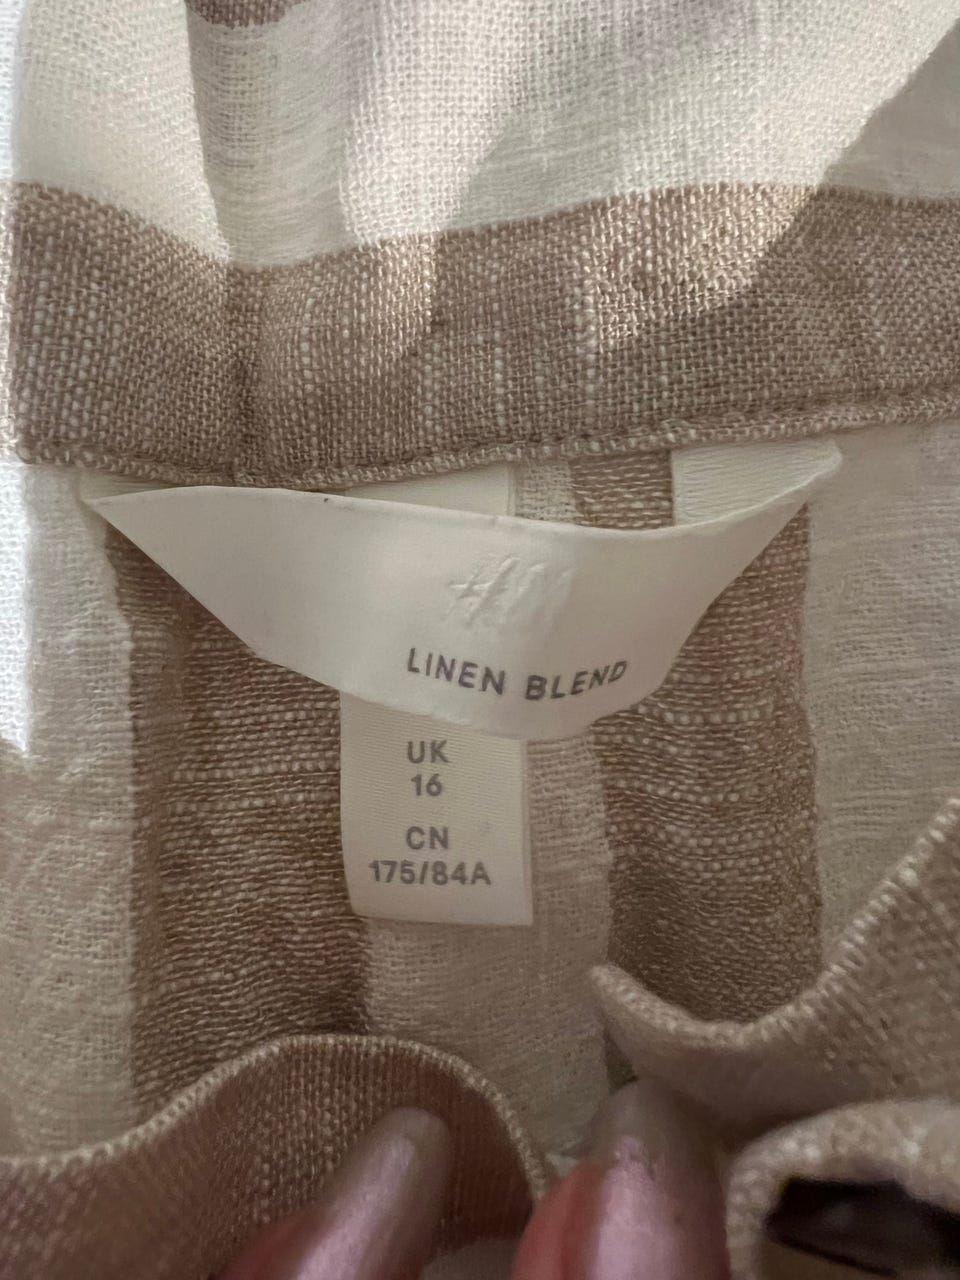 H&M
LINEN BLEND
UK
16
CN
175/84A